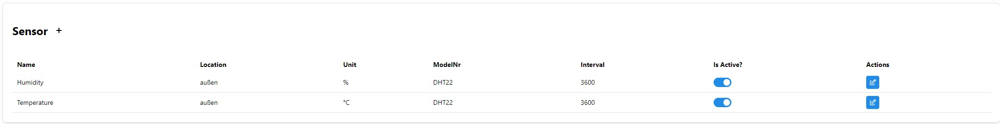 Sensor +
Name Location Unit ModelNr Interval Is Active? Actions
Humidity außen % DHT22 3600
Temperature außen °C DHT22 3600